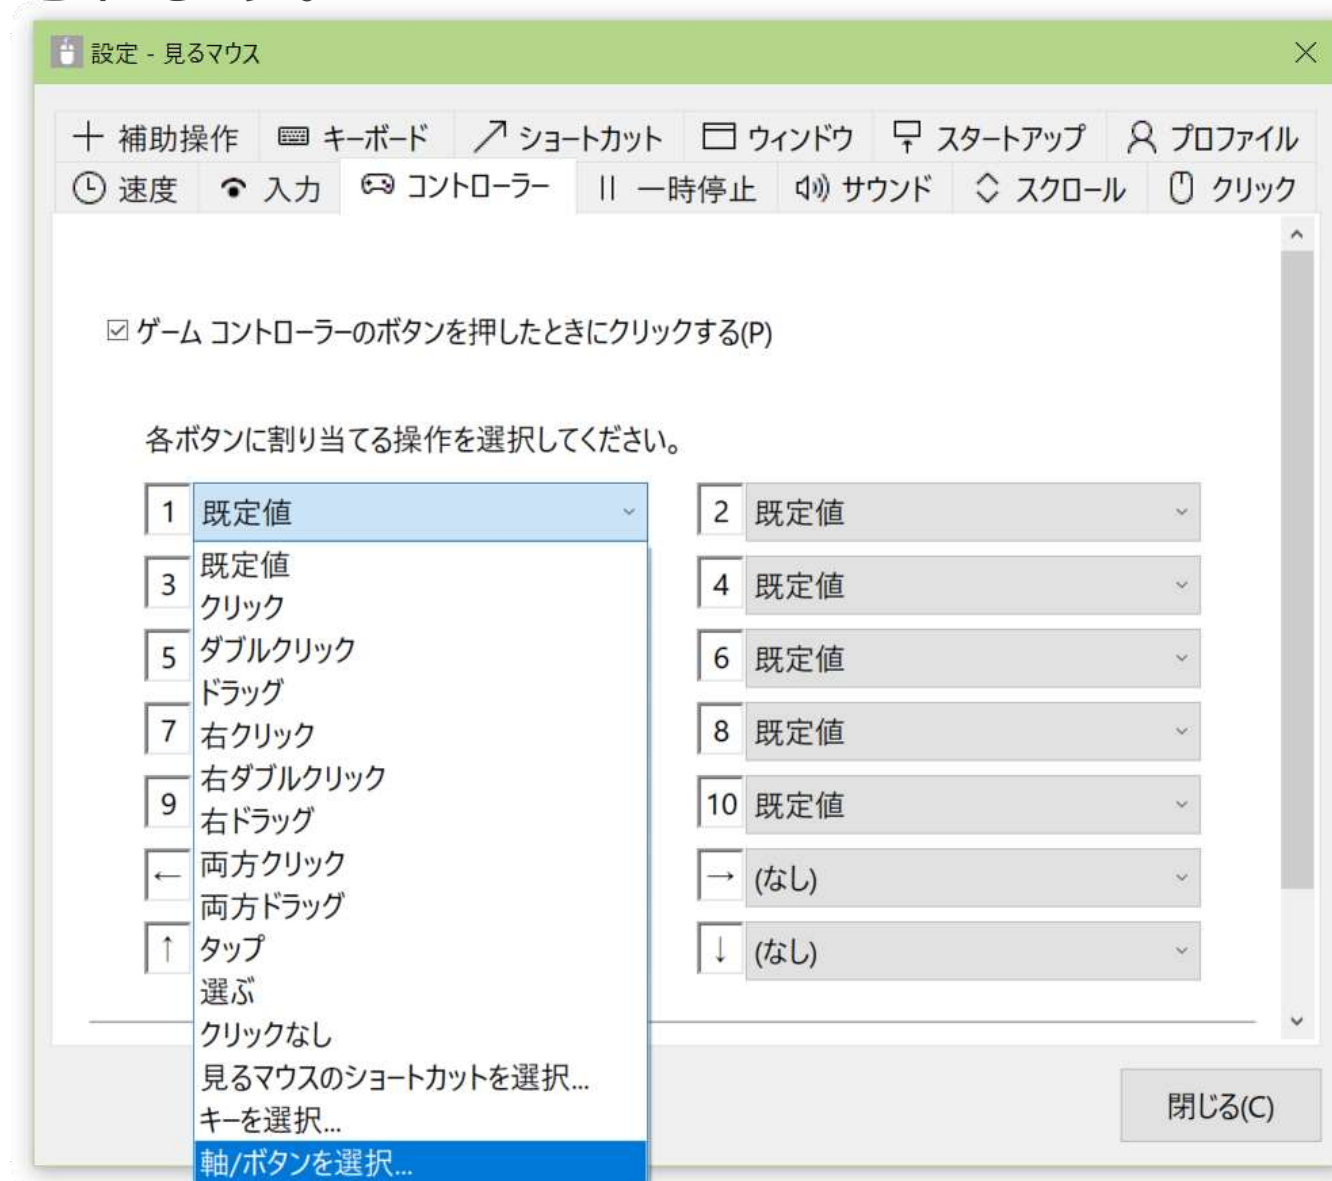 設定 - 見るマウス
補助操作 キーボード ショートカット ウィンドウ スタートアップ プロファイル
速度 入力 コントローラー 一時停止 サウンド スクロール クリック
ゲーム コントローラーのボタンを押したときにクリックする(P)
各ボタンに割り当てる操作を選択してください。
1 既定値 2 既定値
既定値
3 4 既定値
クリック
5 ダブルクリック 6 既定値
ドラッグ
7 右クリック 8 既定値
右ダブルクリック
9 10 既定値
右ドラッグ
← 両方クリック → (なし)
両方ドラッグ
↑ タップ ↓ (なし)
選ぶ
クリックなし
見るマウスのショートカットを選択...
キーを選択...
閉じる(C)
軸/ボタンを選択...